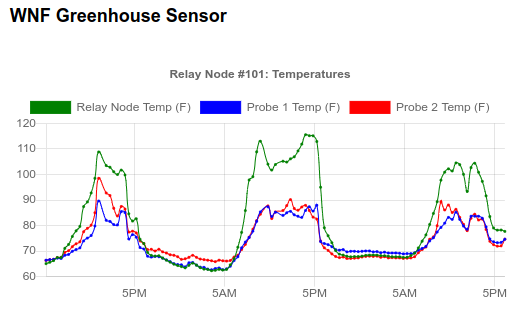 WNF Greenhouse Sensor
Relay Node #101: Temperatures
Relay Node Temp (F) Probe 1 Temp (F) Probe 2 Temp (F)
120
110
100
90
80
70
60
5PM 5AM 5PM 5AM 5PM